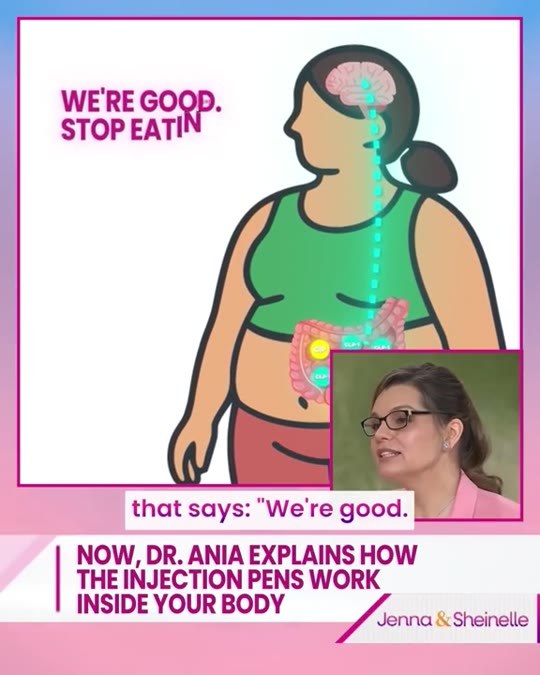 WE'RE GOOD.
STOP EATIN
that says: "We're good.
NOW, DR. ANIA EXPLAINS HOW
THE INJECTION PENS WORK
INSIDE YOUR BODY
Jenna & Sheinelle